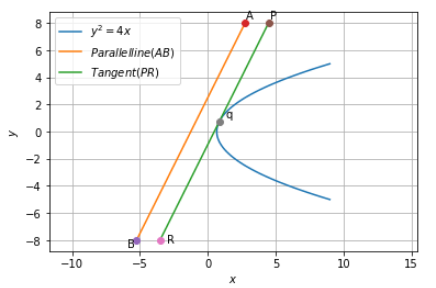 y² = 4x
Parallelline(AB)
Tangent(PR)
A P
q
B R
y
x
8
6
4
2
0
−2
−4
−6
−8
−10 −5 0 5 10 15